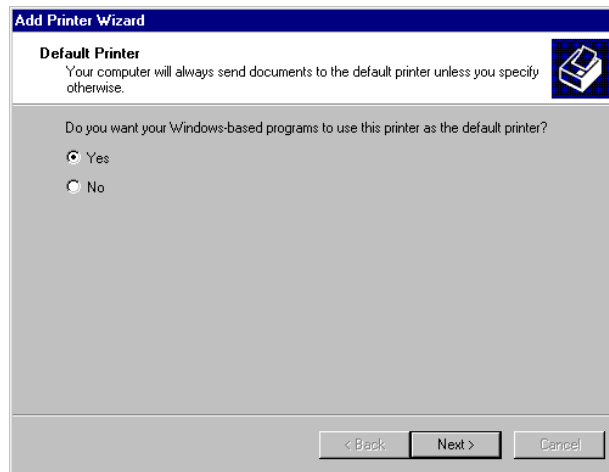 Add Printer Wizard
Default Printer
Your computer will always send documents to the default printer unless you specify
otherwise.
Do you want your Windows-based programs to use this printer as the default printer?
Yes
No
< Back
Next >
Cancel